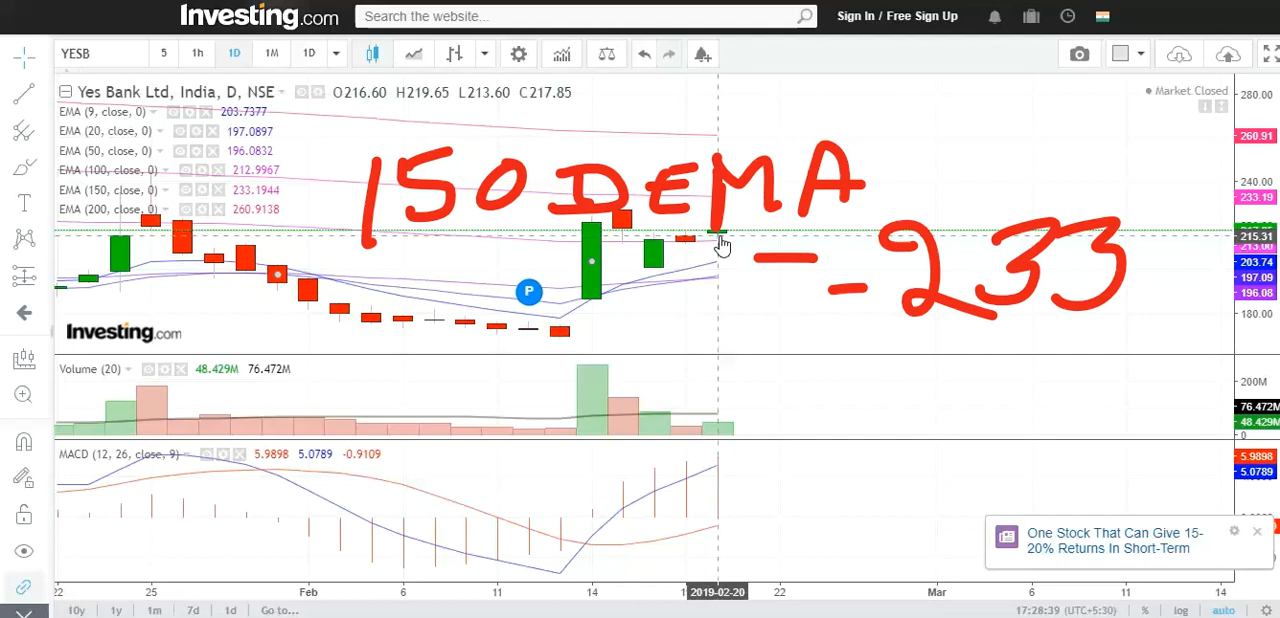 Investing.com
Search the website...
Sign In / Free Sign Up
YESB
5
1h
1D
1M
1D
Yes Bank Ltd, India, D, NSE
O216.60 H219.65 L213.60 C217.85
Market Closed
EMA (9, close, 0) 203.7377
EMA (20, close, 0) 197.0897
EMA (50, close, 0) 196.0832
EMA (100, close, 0) 212.9967
EMA (150, close, 0) 233.1944
EMA (200, close, 0) 260.9138
150 DEMA
- - 233
P
280.00
260.91
240.00
233.19
215.31
213.00
203.74
197.09
196.08
180.00
Investing.com
Volume (20) 48.429M 76.472M
200M
76.472M
48.429M
0
MACD (12, 26, close, 9) 5.9898 5.0789 -0.9109
5.9898
5.0789
One Stock That Can Give 15-
20% Returns In Short-Term
22 25 Feb 6 11 14 2019-02-20 22 Mar 6 11 14
10y 1y 1m 7d 1d Go to...
17:28:39 (UTC+5:30) % log auto